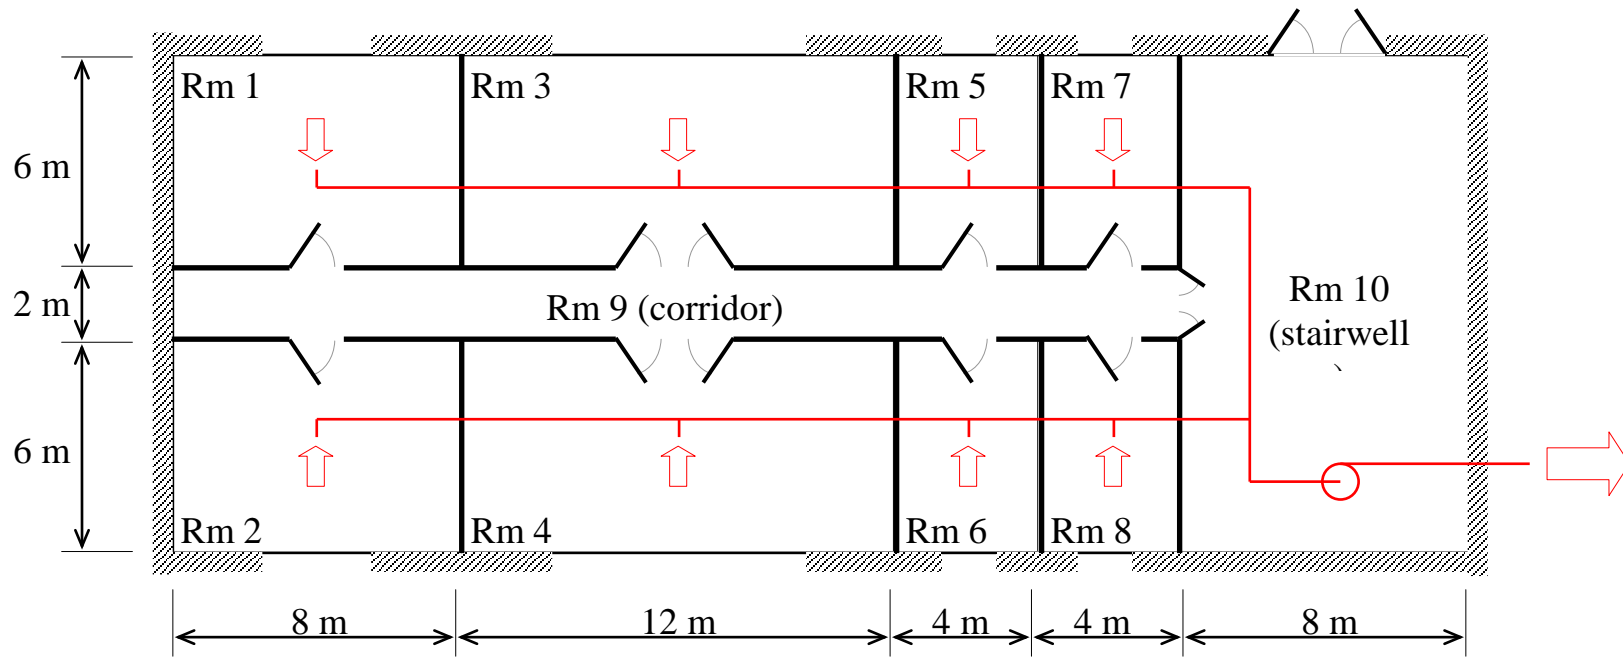 Rm 1
Rm 3
Rm 5
Rm 7
6 m
2 m
Rm 9 (corridor)
Rm 10
(stairwell
6 m
Rm 2
Rm 4
Rm 6
Rm 8
8 m
12 m
4 m
4 m
8 m